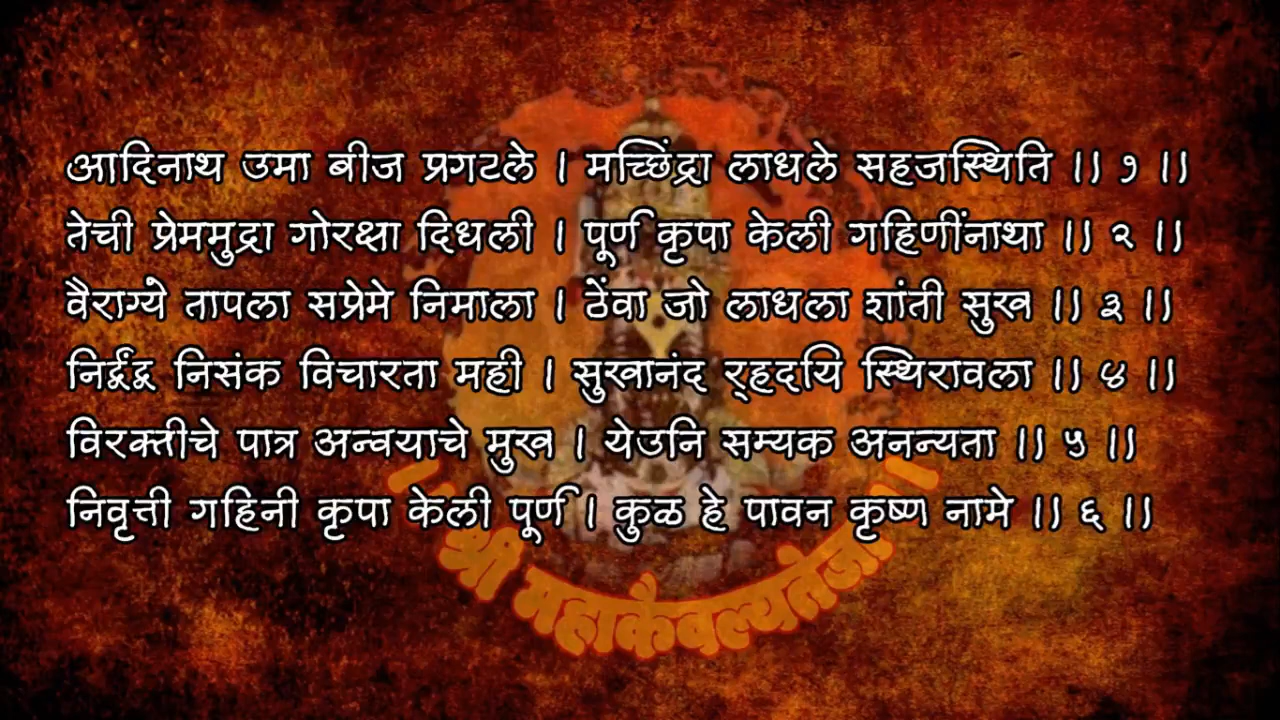 आदिनाथ उमा बीज प्रगटले । मच्छिंद्रा लाधले सहजस्थिति ।। १ ।।
तेची प्रेममुद्रा गोरक्षा दिधली । पूर्ण कृपा केली गहिणींनाथा ।। २ ।।
वैराग्ये तापला सप्रेमे निमाला । ठेंवा जो लाधला शांती सुख ।। ३ ।।
निर्द्वंद्व निसंक विचारता मही । सुखानंद ऱ्हदयि स्थिरावला ।। ४ ।।
विरक्तीचे पात्र अन्वयाचे मुख । येउनि सम्यक अनन्यता ।। ५ ।।
निवृत्ती गहिनी कृपा केली पूर्ण । कुळ हे पावन कृष्ण नामे ।। ६ ।।
। श्री महाकैवल्यतेजा ।